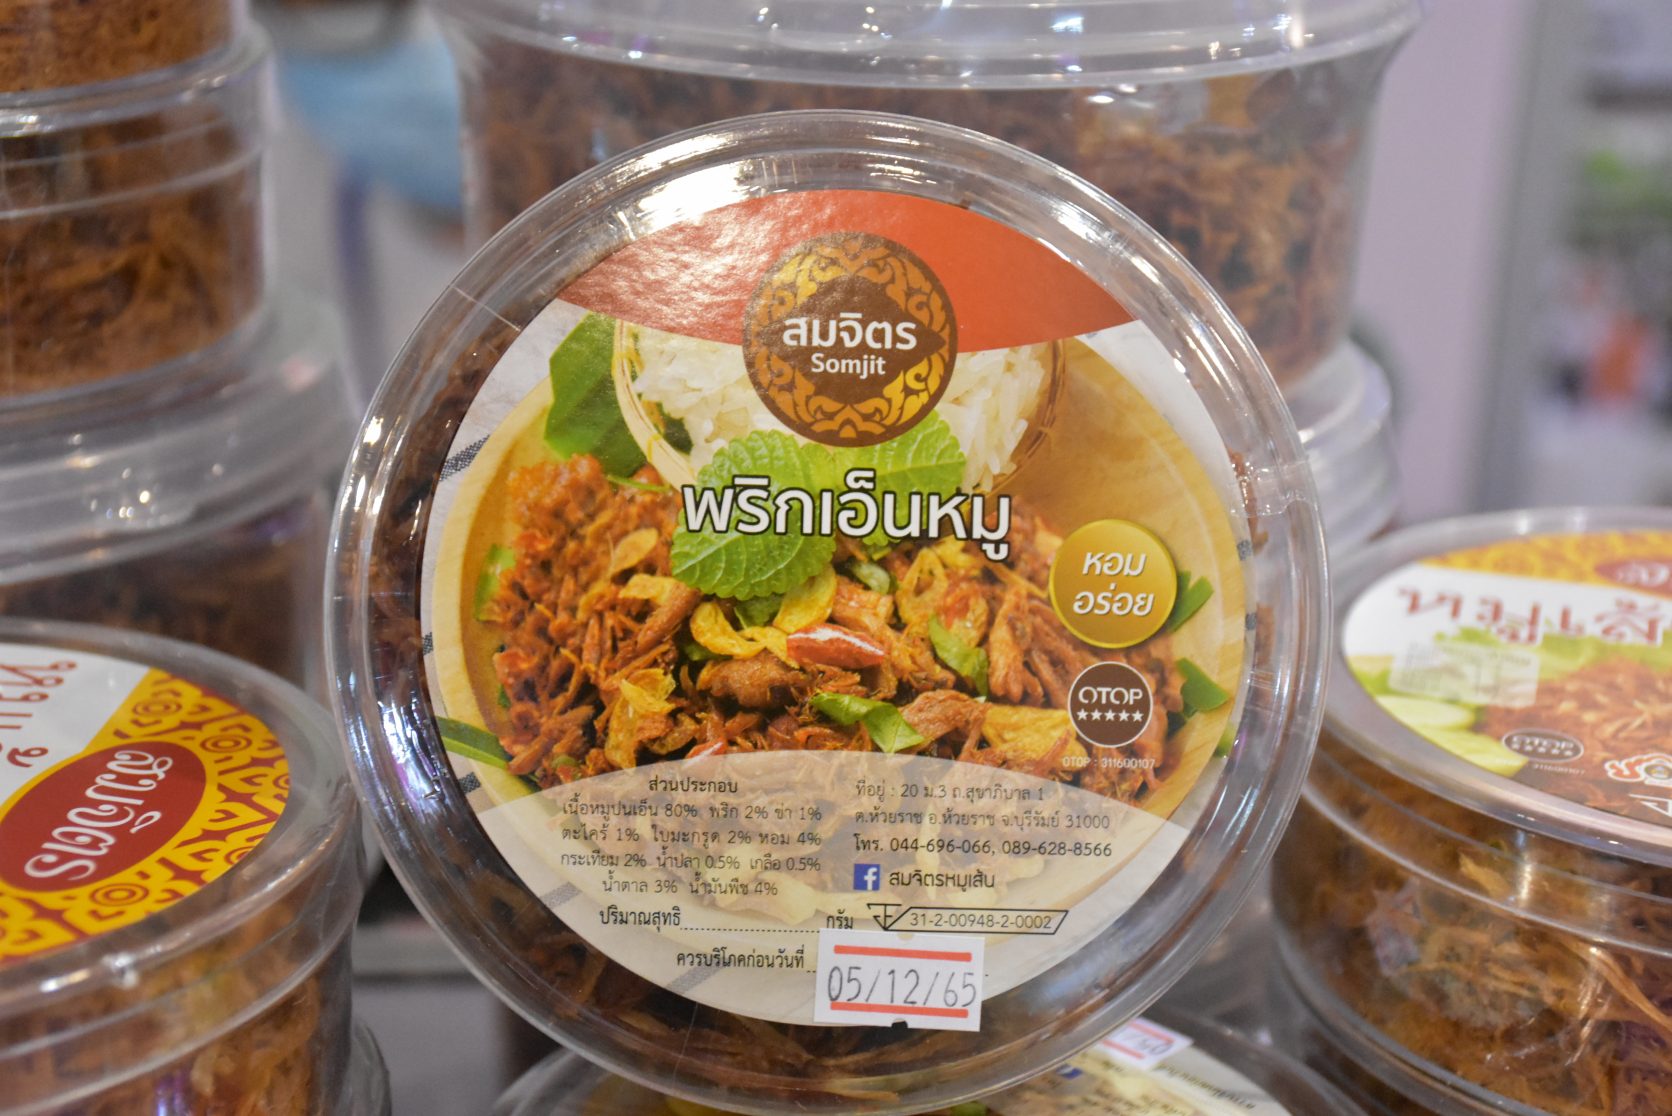 สมจิตร
Somjit
พริกเอ็นหมู
หอม
อร่อย
OTOP
★★★★★
OTOP : 311600107
ส่วนประกอบ
เนื้อหมูปนเอ็น 80% พริก 2% ข่า 1%
ตะไคร้ 1% ใบมะกรูด 2% หอม 4%
กระเทียม 2% น้ำปลา 0.5% เกลือ 0.5%
น้ำตาล 3% น้ำมันพืช 4%
ที่อยู่ : 20 ม.3 ถ.สุขาภิบาล 1
ต.ห้วยราช อ.ห้วยราช จ.บุรีรัมย์ 31000
โทร. 044-696-066, 089-628-8566
สมจิตรหมูเส้น
ปริมาณสุทธิ.......................กรัม
31-2-00948-2-0002
ควรบริโภคก่อนวันที่
05/12/65
สมจิตร
หมูเส้
OTOP
311600107